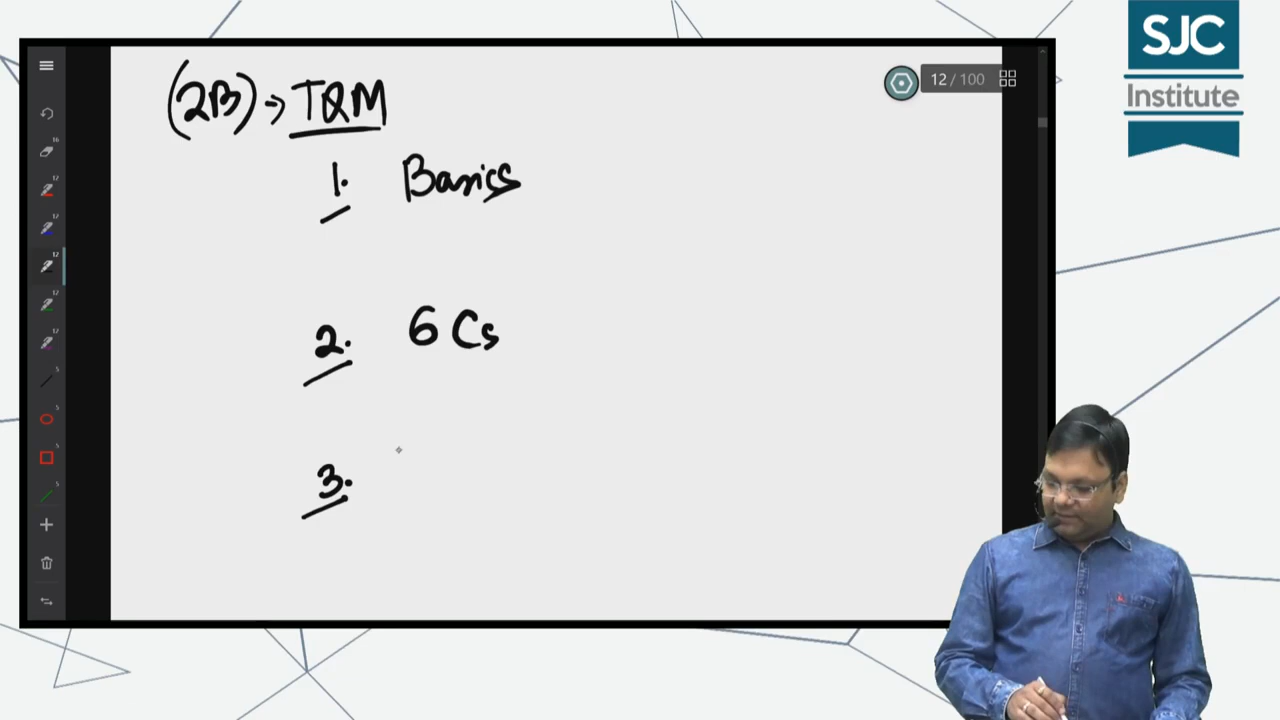 (2B) → TQM
1. Basics
2. 6 Cs
3.
12 / 100
SJC
Institute